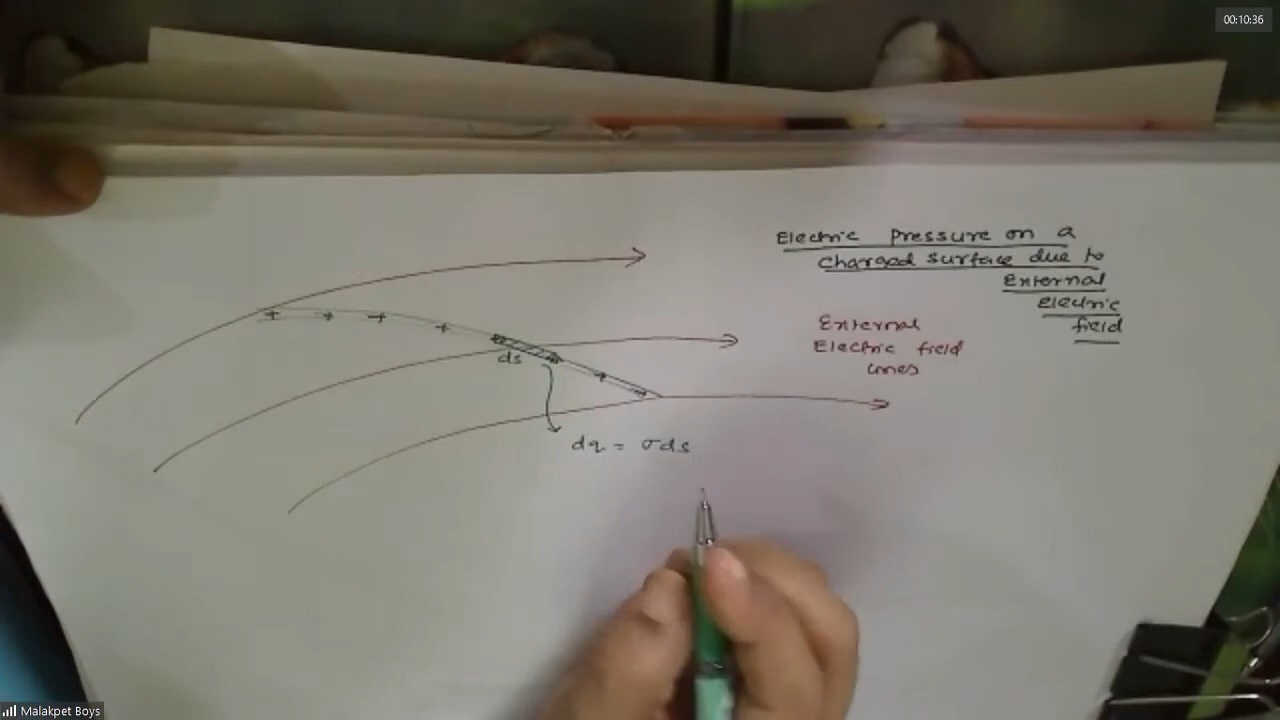 00:10:36
Electric Pressure on a
charged surface due to
External
electric
field
External
Electric field
lines
ds
dq = σds
Malakpet Boys